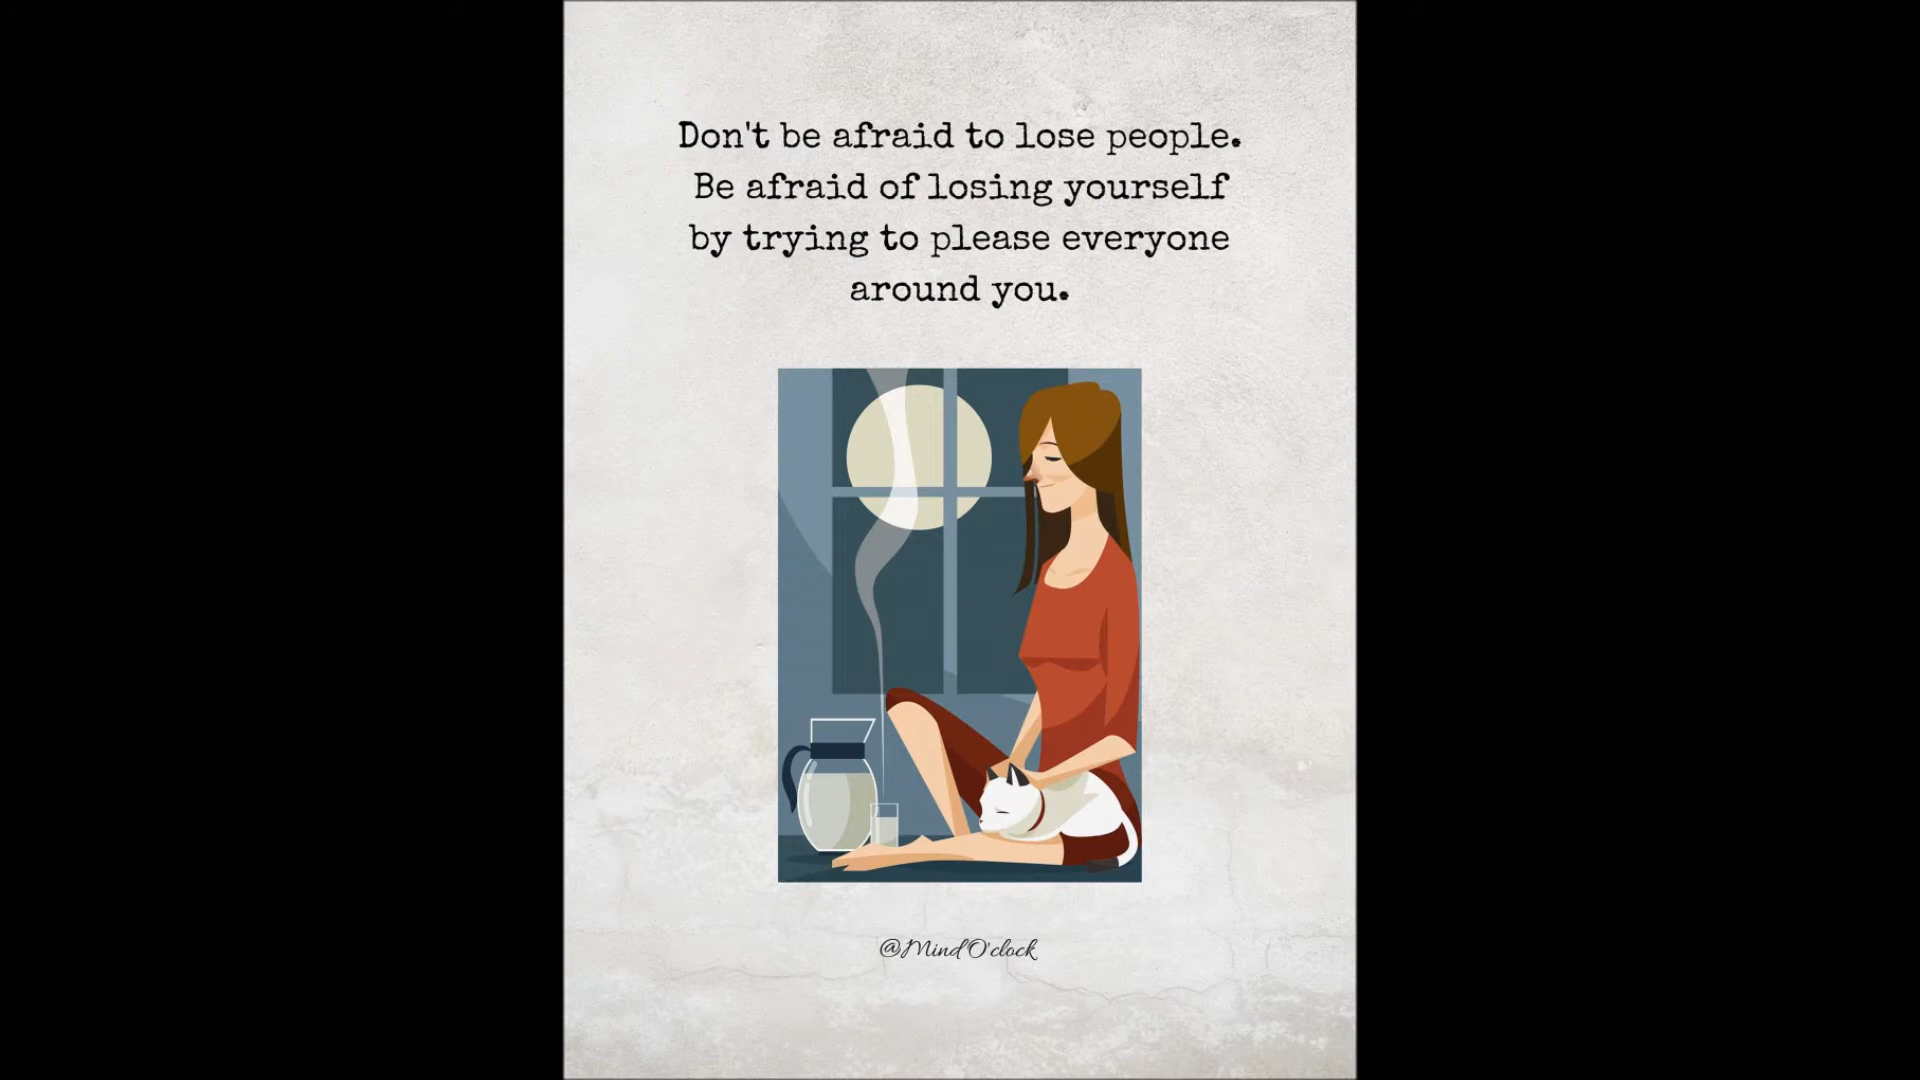 Don't be afraid to lose people.
Be afraid of losing yourself
by trying to please everyone
around you.
@Mind O'clock